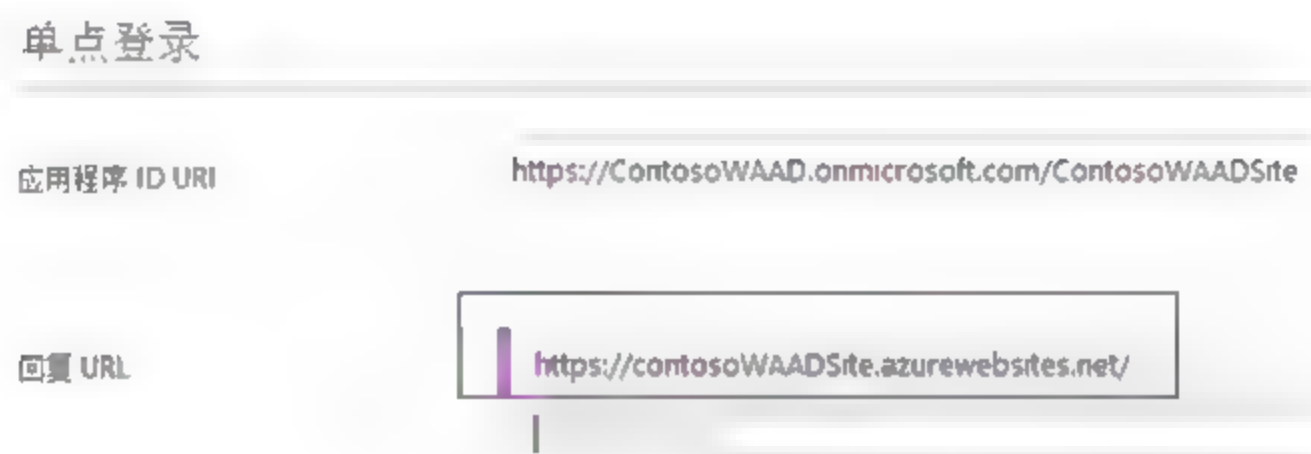 单点登录
应用程序 ID URI
https://ContosoWAAD.onmicrosoft.com/ContosoWAADSite
回复 URL
https://contosoWAADSite.azurewebsites.net/